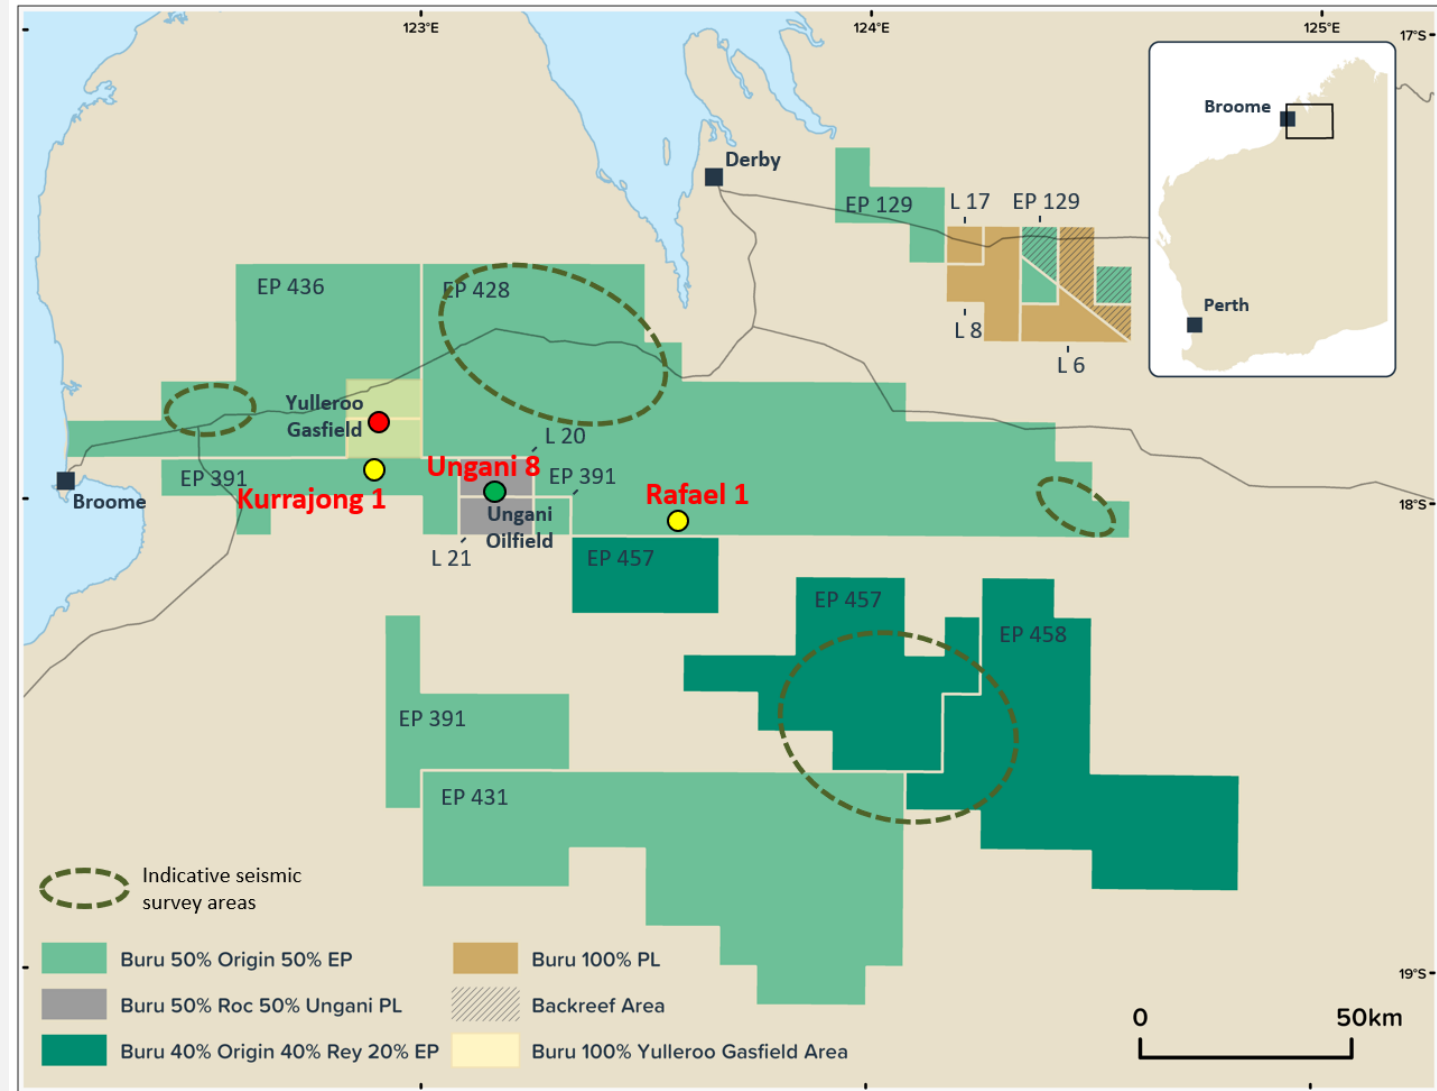 123°E
124°E
125°E
17°S
Broome
Perth
Derby
EP 129
L 17
EP 129
L 8
L 6
EP 436
EP 428
Yulleroo
Gasfield
L 20
EP 391
Kurrajong 1
Ungani 8
EP 391
Rafael 1
Broome
Ungani
Oilfield
L 21
18°S
EP 457
EP 457
EP 458
EP 391
EP 431
Indicative seismic
survey areas
Buru 50% Origin 50% EP
Buru 50% Roc 50% Ungani PL
Buru 40% Origin 40% Rey 20% EP
Buru 100% PL
Backreef Area
Buru 100% Yulleroo Gasfield Area
19°S
0 50km